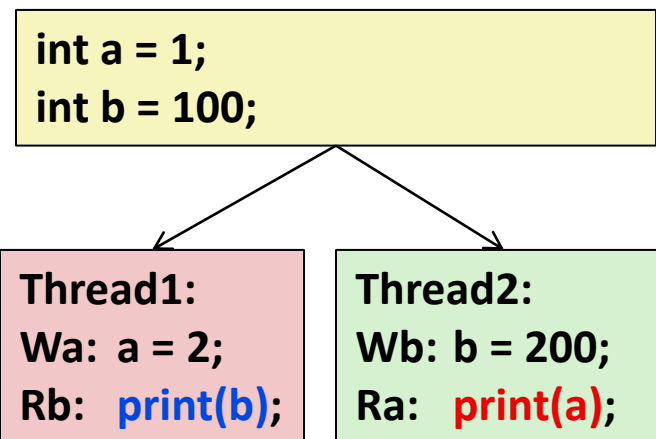 int a = 1;
int b = 100;
Thread1:
Wa: a = 2;
Rb: print(b);
Thread2:
Wb: b = 200;
Ra: print(a);